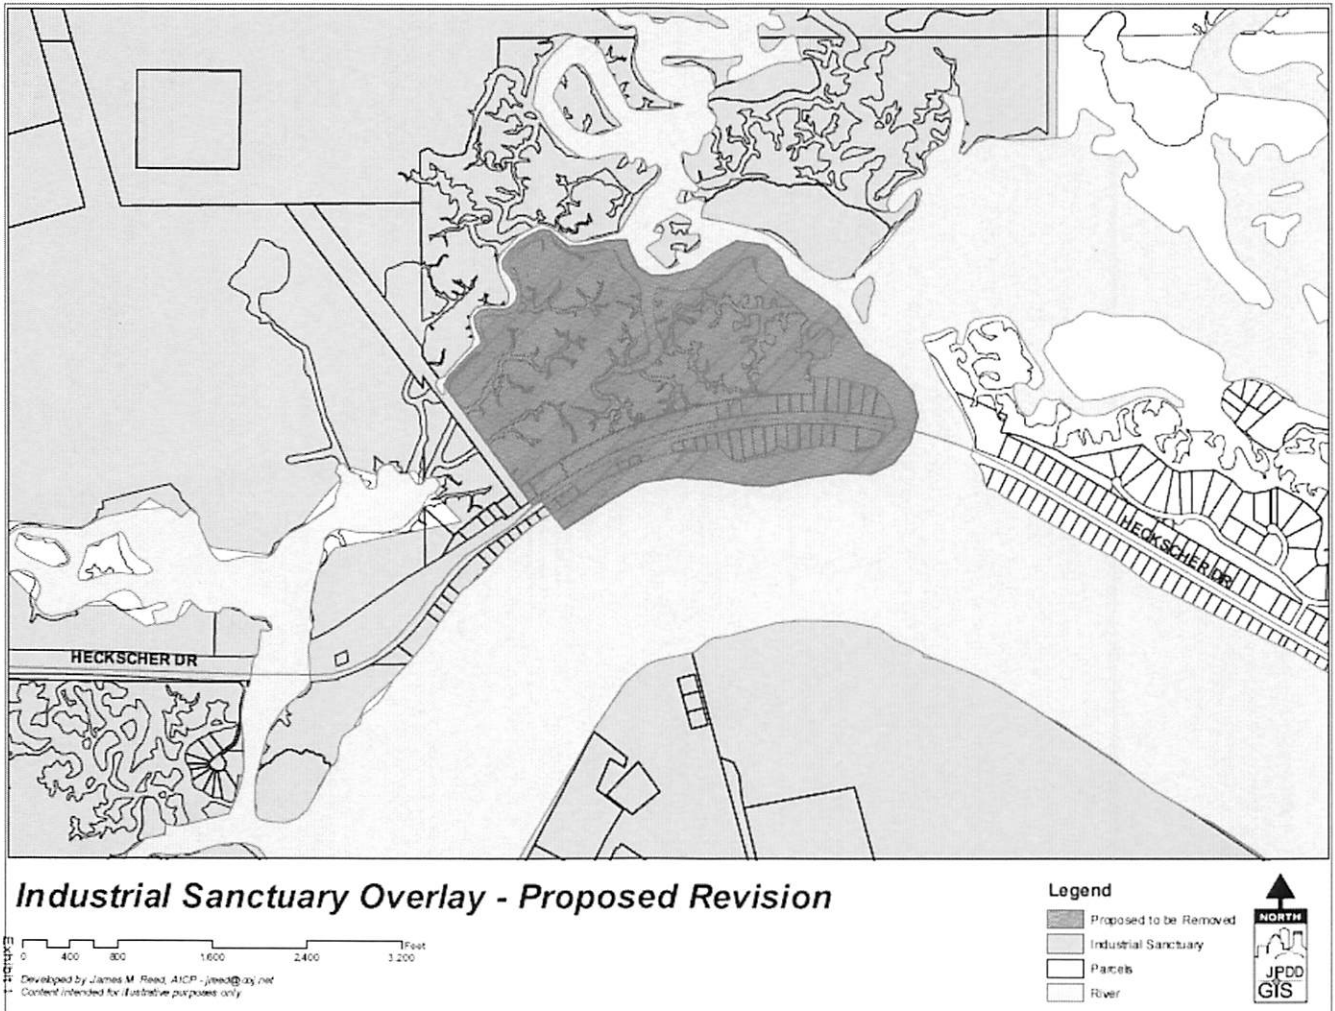 HECKSCHER DR
HECKSCHER DR
Industrial Sanctuary Overlay - Proposed Revision
0 400 800 1,600 2,400 3,200
Feet
Developed by James M. Reed, AICP - jreed@coj.net
Content intended for illustrative purposes only
Exhibit 1
Legend
Proposed to be Removed
Industrial Sanctuary
Parcels
River
NORTH
JPDD
GIS